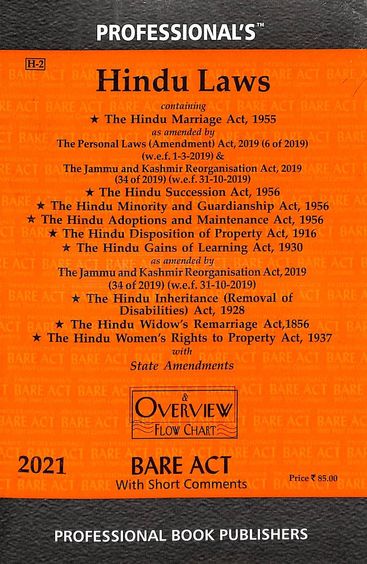 PROFESSIONAL'S™
H-2
Hindu Laws
containing
★ The Hindu Marriage Act, 1955
as amended by
The Personal Laws (Amendment) Act, 2019 (6 of 2019)
(w.e.f. 1-3-2019) &
The Jammu and Kashmir Reorganisation Act, 2019
(34 of 2019) (w.e.f. 31-10-2019)
★ The Hindu Succession Act, 1956
★ The Hindu Minority and Guardianship Act, 1956
★ The Hindu Adoptions and Maintenance Act, 1956
★ The Hindu Disposition of Property Act, 1916
★ The Hindu Gains of Learning Act, 1930
as amended by
The Jammu and Kashmir Reorganisation Act, 2019
(34 of 2019) (w.e.f. 31-10-2019)
★ The Hindu Inheritance (Removal of
Disabilities) Act, 1928
★ The Hindu Widow's Remarriage Act,1856
★ The Hindu Women's Rights to Property Act, 1937
with
State Amendments
&
OVERVIEW
FLOW CHART
2021
BARE ACT
With Short Comments
Price ₹ 85.00
PROFESSIONAL BOOK PUBLISHERS